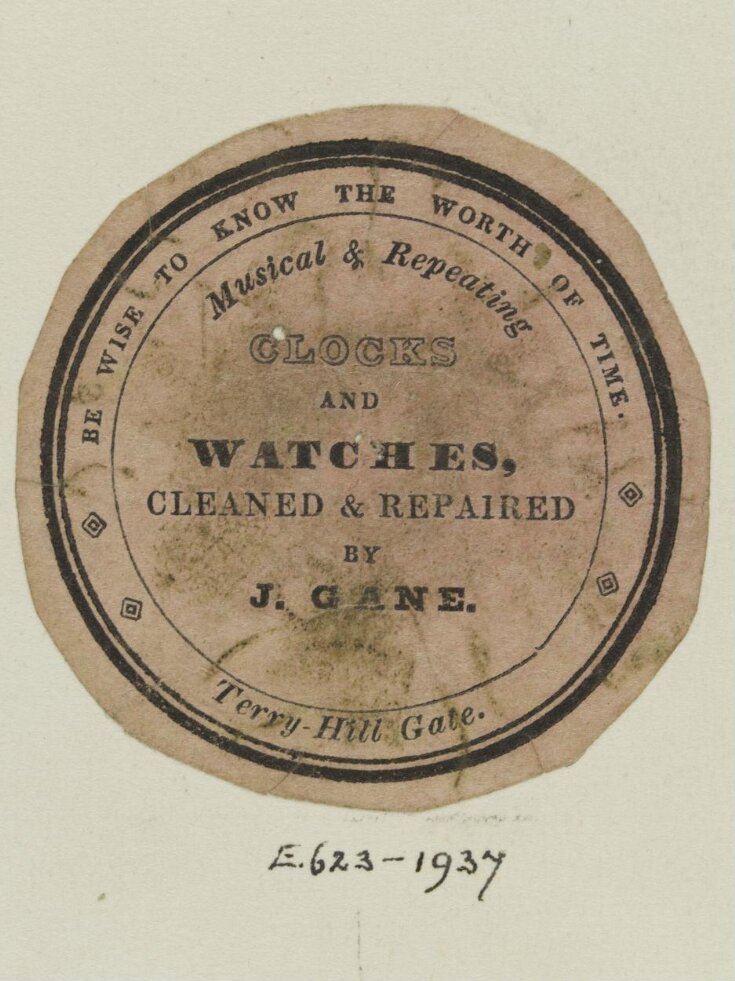 BE WISE TO KNOW THE WORTH OF TIME.
Musical & Repeating
CLOCKS
AND
WATCHES,
CLEANED & REPAIRED
BY
J. GANE.
Terry-Hill Gate.
E.623-1937